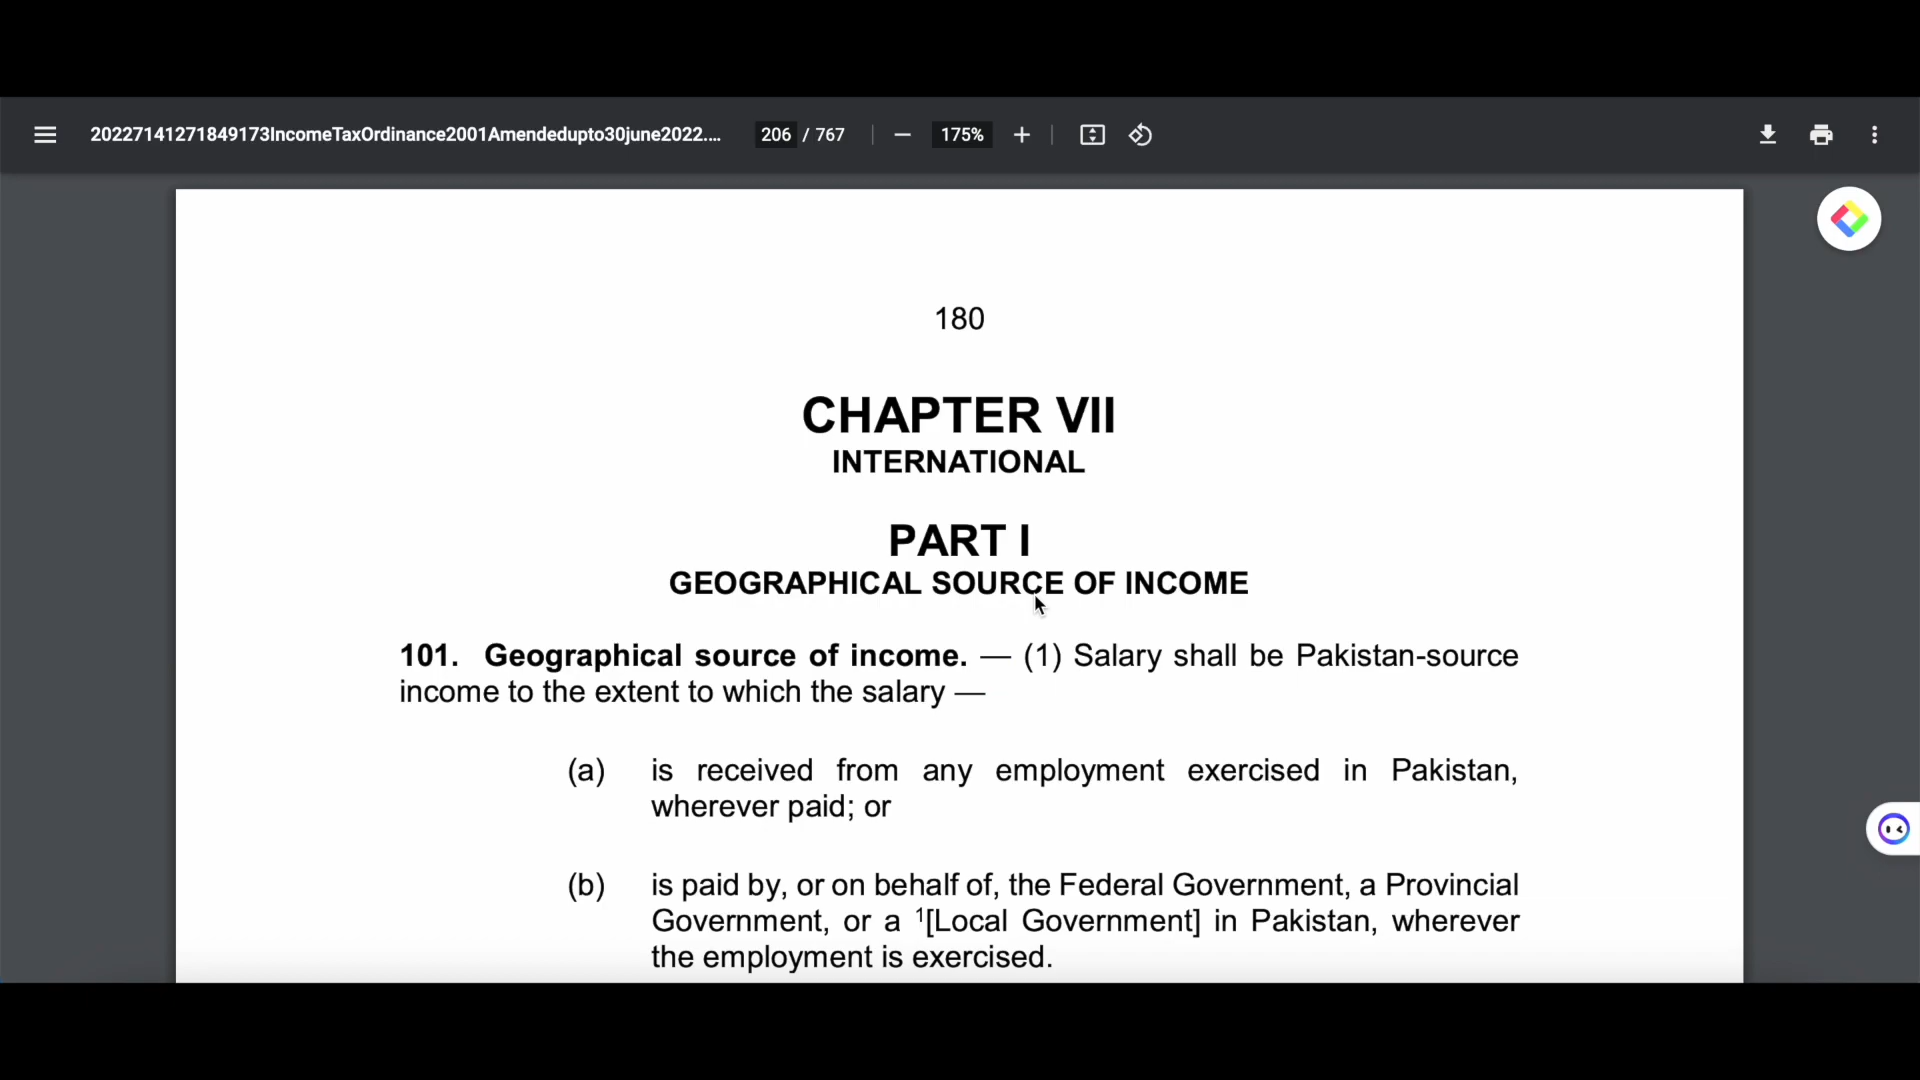 20227141271849173IncomeTaxOrdinance2001Amendedupto30june2022.... 206 / 767 175%
180
CHAPTER VII
INTERNATIONAL
PART I
GEOGRAPHICAL SOURCE OF INCOME
101. Geographical source of income. — (1) Salary shall be Pakistan-source
income to the extent to which the salary —
(a) is received from any employment exercised in Pakistan,
wherever paid; or
(b) is paid by, or on behalf of, the Federal Government, a Provincial
Government, or a ¹[Local Government] in Pakistan, wherever
the employment is exercised.